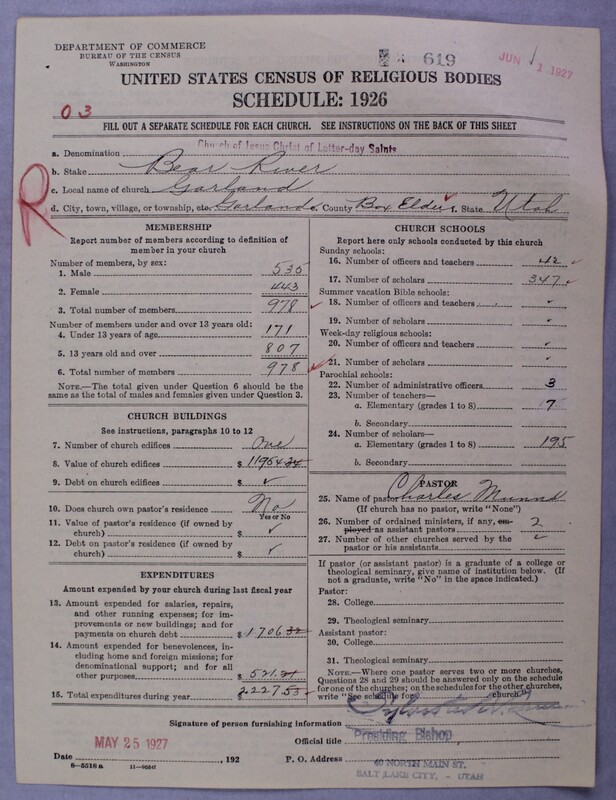 DEPARTMENT OF COMMERCE
BUREAU OF THE CENSUS
WASHINGTON
619
JUN 1 1927
UNITED STATES CENSUS OF RELIGIOUS BODIES
SCHEDULE: 1926
03
FILL OUT A SEPARATE SCHEDULE FOR EACH CHURCH. SEE INSTRUCTIONS ON THE BACK OF THIS SHEET
a. Denomination Church of Jesus Christ of Latter-day Saints
b. Stake Bear River
c. Local name of church Garland
d. City, town, village, or township, etc. Garland e. County Box Elder f. State Utah
R
MEMBERSHIP
Report number of members according to definition of
member in your church
Number of members, by sex:
1. Male 535
2. Female 443
3. Total number of members 978
Number of members under and over 13 years old:
4. Under 13 years of age 171
5. 13 years old and over 807
6. Total number of members 978
NOTE.—The total given under Question 6 should be the
same as the total of males and females given under Question 3.
CHURCH BUILDINGS
See instructions, paragraphs 10 to 12
7. Number of church edifices One
8. Value of church edifices $
9. Debt on church edifices $ ✓
10. Does church own pastor's residence? No
Yes or No
11. Value of pastor's residence (if owned by
church) $ ✓
12. Debt on pastor's residence (if owned by
church) $ ✓
EXPENDITURES
Amount expended by your church during last fiscal year
13. Amount expended for salaries, repairs,
and other running expenses; for im-
provements or new buildings; and for
payments on church debt $ 1706.32
14. Amount expended for benevolences,
including home and foreign missions; for
denominational support; and for all
other purposes $ 521.21
15. Total expenditures during year $ 2227.53
CHURCH SCHOOLS
Report here only schools conducted by this church
Sunday schools:
16. Number of officers and teachers 42
17. Number of scholars 347
Summer vacation Bible schools:
18. Number of officers and teachers ✓
19. Number of scholars ✓
Week-day religious schools:
20. Number of officers and teachers ✓
21. Number of scholars ✓
Parochial schools:
22. Number of administrative officers 3
23. Number of teachers—
a. Elementary (grades 1 to 8) 7
b. Secondary
24. Number of scholars—
a. Elementary (grades 1 to 8) 195
b. Secondary
PASTOR
25. Name of pastor Charles
(If church has no pastor, write "None")
26. Number of ordained ministers, if any, em-
ployed as assistant pastors 2
27. Number of other churches served by the
pastor or his assistants ✓
If pastor (or assistant pastor) is a graduate of a college or
theological seminary, give name of institution below. (If
not a graduate, write "No" in the space indicated.)
Pastor:
28. College
29. Theological seminary
Assistant pastor:
30. College
31. Theological seminary
NOTE.—Where one pastor serves two or more churches,
Questions 28 and 29 should be answered only on the schedule
for one of the churches; on the schedules for the other churches,
write "See schedule for church."
Signature of person furnishing information
Official title Presiding Bishop
MAY 25 1927
Date , 192 P. O. Address 40 NORTH MAIN ST.
SALT LAKE CITY, - UTAH
8-5518a